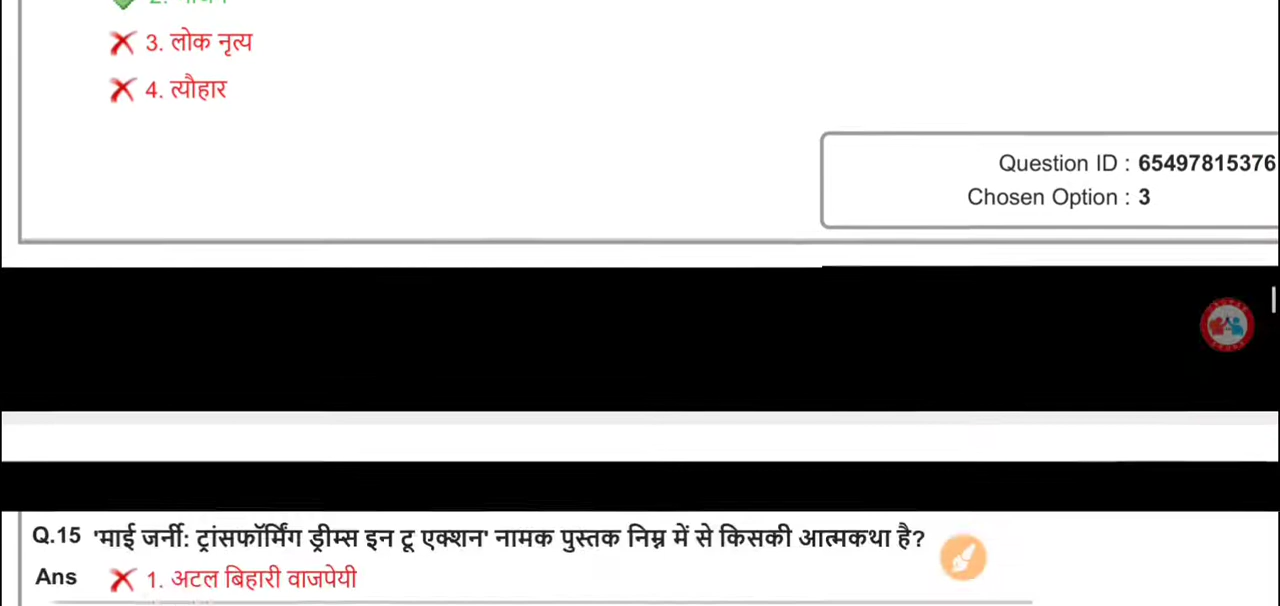 3. लोक नृत्य
4. त्यौहार
Question ID : 65497815376
Chosen Option : 3
Q.15 'माई जर्नी: ट्रांसफॉर्मिंग ड्रीम्स इन टू एक्शन' नामक पुस्तक निम्न में से किसकी आत्मकथा है?
Ans 1. अटल बिहारी वाजपेयी